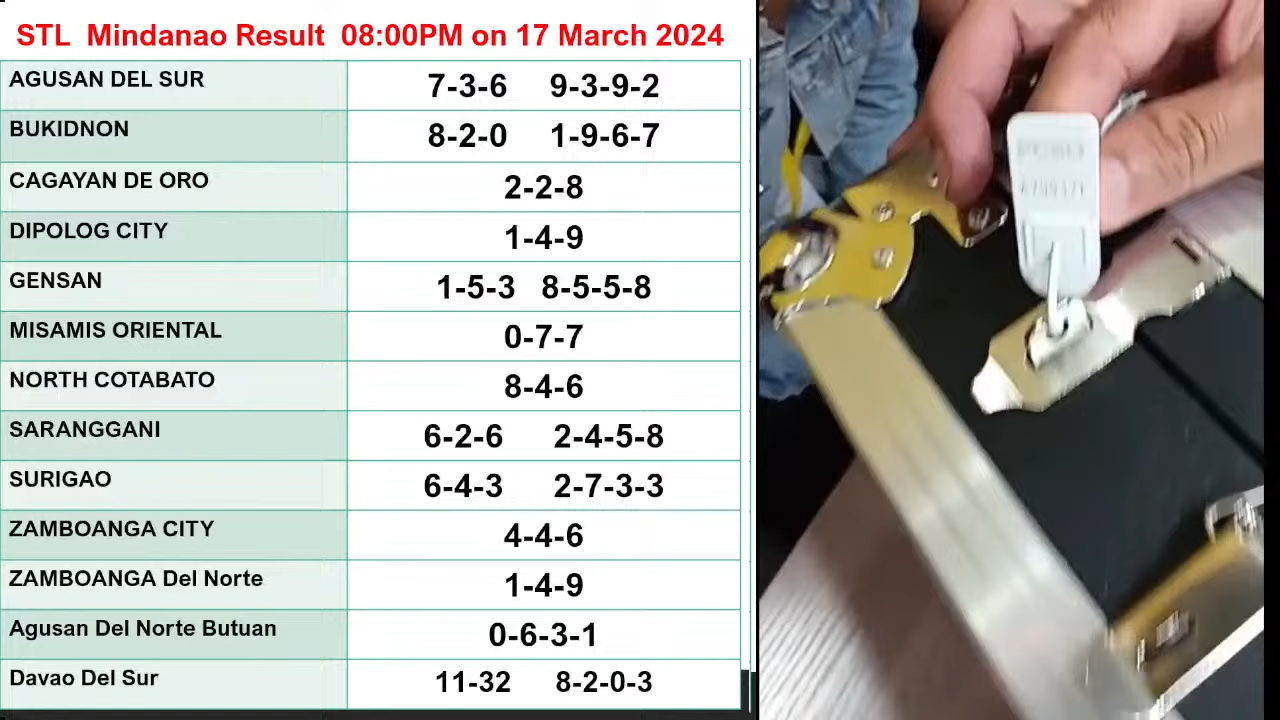 STL Mindanao Result 08:00PM on 17 March 2024
AGUSAN DEL SUR 7-3-6 9-3-9-2
BUKIDNON 8-2-0 1-9-6-7
CAGAYAN DE ORO 2-2-8
DIPOLOG CITY 1-4-9
GENSAN 1-5-3 8-5-5-8
MISAMIS ORIENTAL 0-7-7
NORTH COTABATO 8-4-6
SARANGGANI 6-2-6 2-4-5-8
SURIGAO 6-4-3 2-7-3-3
ZAMBOANGA CITY 4-4-6
ZAMBOANGA Del Norte 1-4-9
Agusan Del Norte Butuan 0-6-3-1
Davao Del Sur 11-32 8-2-0-3